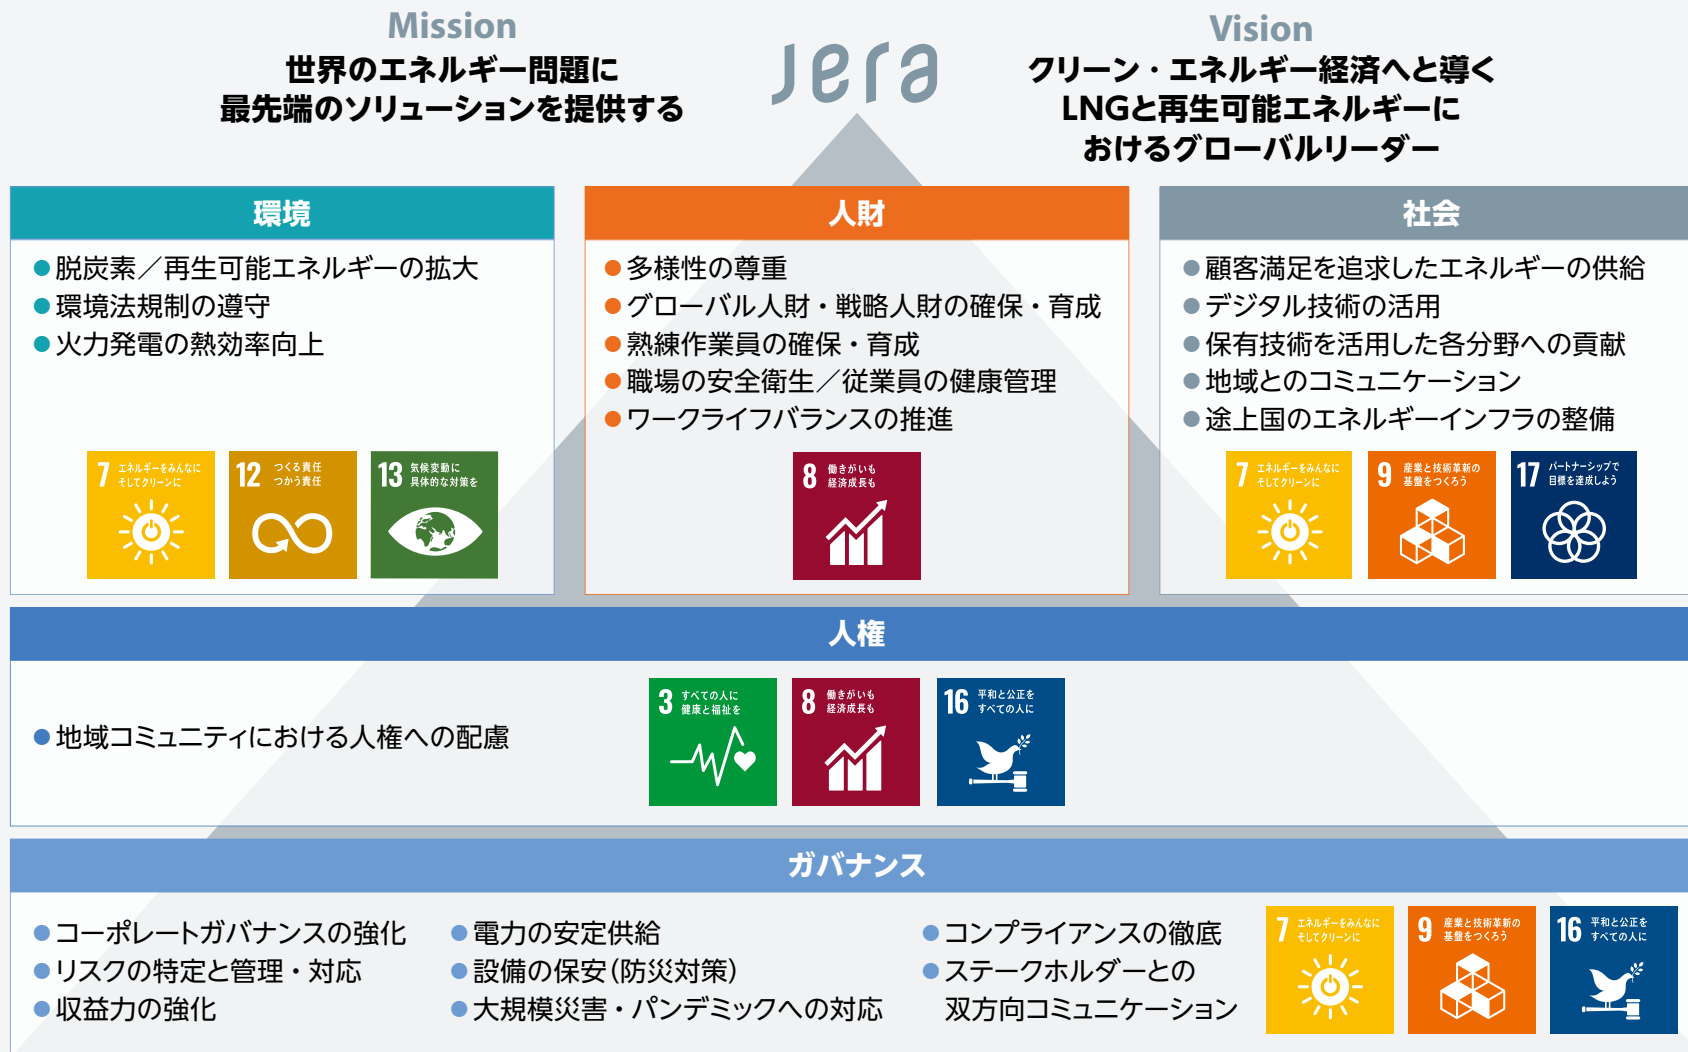 Mission
世界のエネルギー問題に
最先端のソリューションを提供する
Jera
Vision
クリーン・エネルギー経済へと導く
LNGと再生可能エネルギーに
おけるグローバルリーダー
環境
●脱炭素／再生可能エネルギーの拡大
●環境法規制の遵守
●火力発電の熱効率向上
7 エネルギーをみんなに
そしてクリーンに
12 つくる責任
つかう責任
13 気候変動に
具体的な対策を
人財
●多様性の尊重
●グローバル人財・戦略人財の確保・育成
●熟練作業員の確保・育成
●職場の安全衛生／従業員の健康管理
●ワークライフバランスの推進
8 働きがいも
経済成長も
社会
●顧客満足を追求したエネルギーの供給
●デジタル技術の活用
●保有技術を活用した各分野への貢献
●地域とのコミュニケーション
●途上国のエネルギーインフラの整備
7 エネルギーをみんなに
そしてクリーンに
9 産業と技術革新の
基盤をつくろう
17 パートナーシップで
目標を達成しよう
人権
●地域コミュニティにおける人権への配慮
3 すべての人に
健康と福祉を
8 働きがいも
経済成長も
16 平和と公正を
すべての人に
ガバナンス
●コーポレートガバナンスの強化
●リスクの特定と管理・対応
●収益力の強化
●電力の安定供給
●設備の保安（防災対策）
●大規模災害・パンデミックへの対応
●コンプライアンスの徹底
●ステークホルダーとの
双方向コミュニケーション
7 エネルギーをみんなに
そしてクリーンに
9 産業と技術革新の
基盤をつくろう
16 平和と公正を
すべての人に